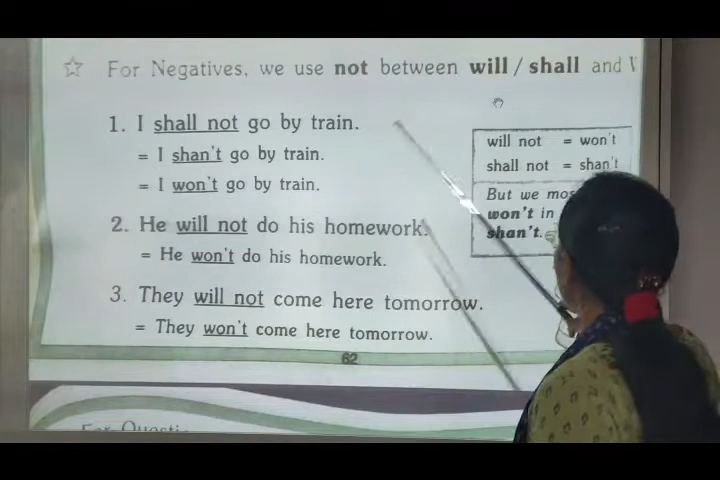 ☆ For Negatives, we use not between will / shall and V
1. I shall not go by train.
= I shan't go by train.
= I won't go by train.
will not = won't
shall not = shan't
But we mos
won't in
shan't.
2. He will not do his homework.
= He won't do his homework.
3. They will not come here tomorrow.
= They won't come here tomorrow.
62
For Questi